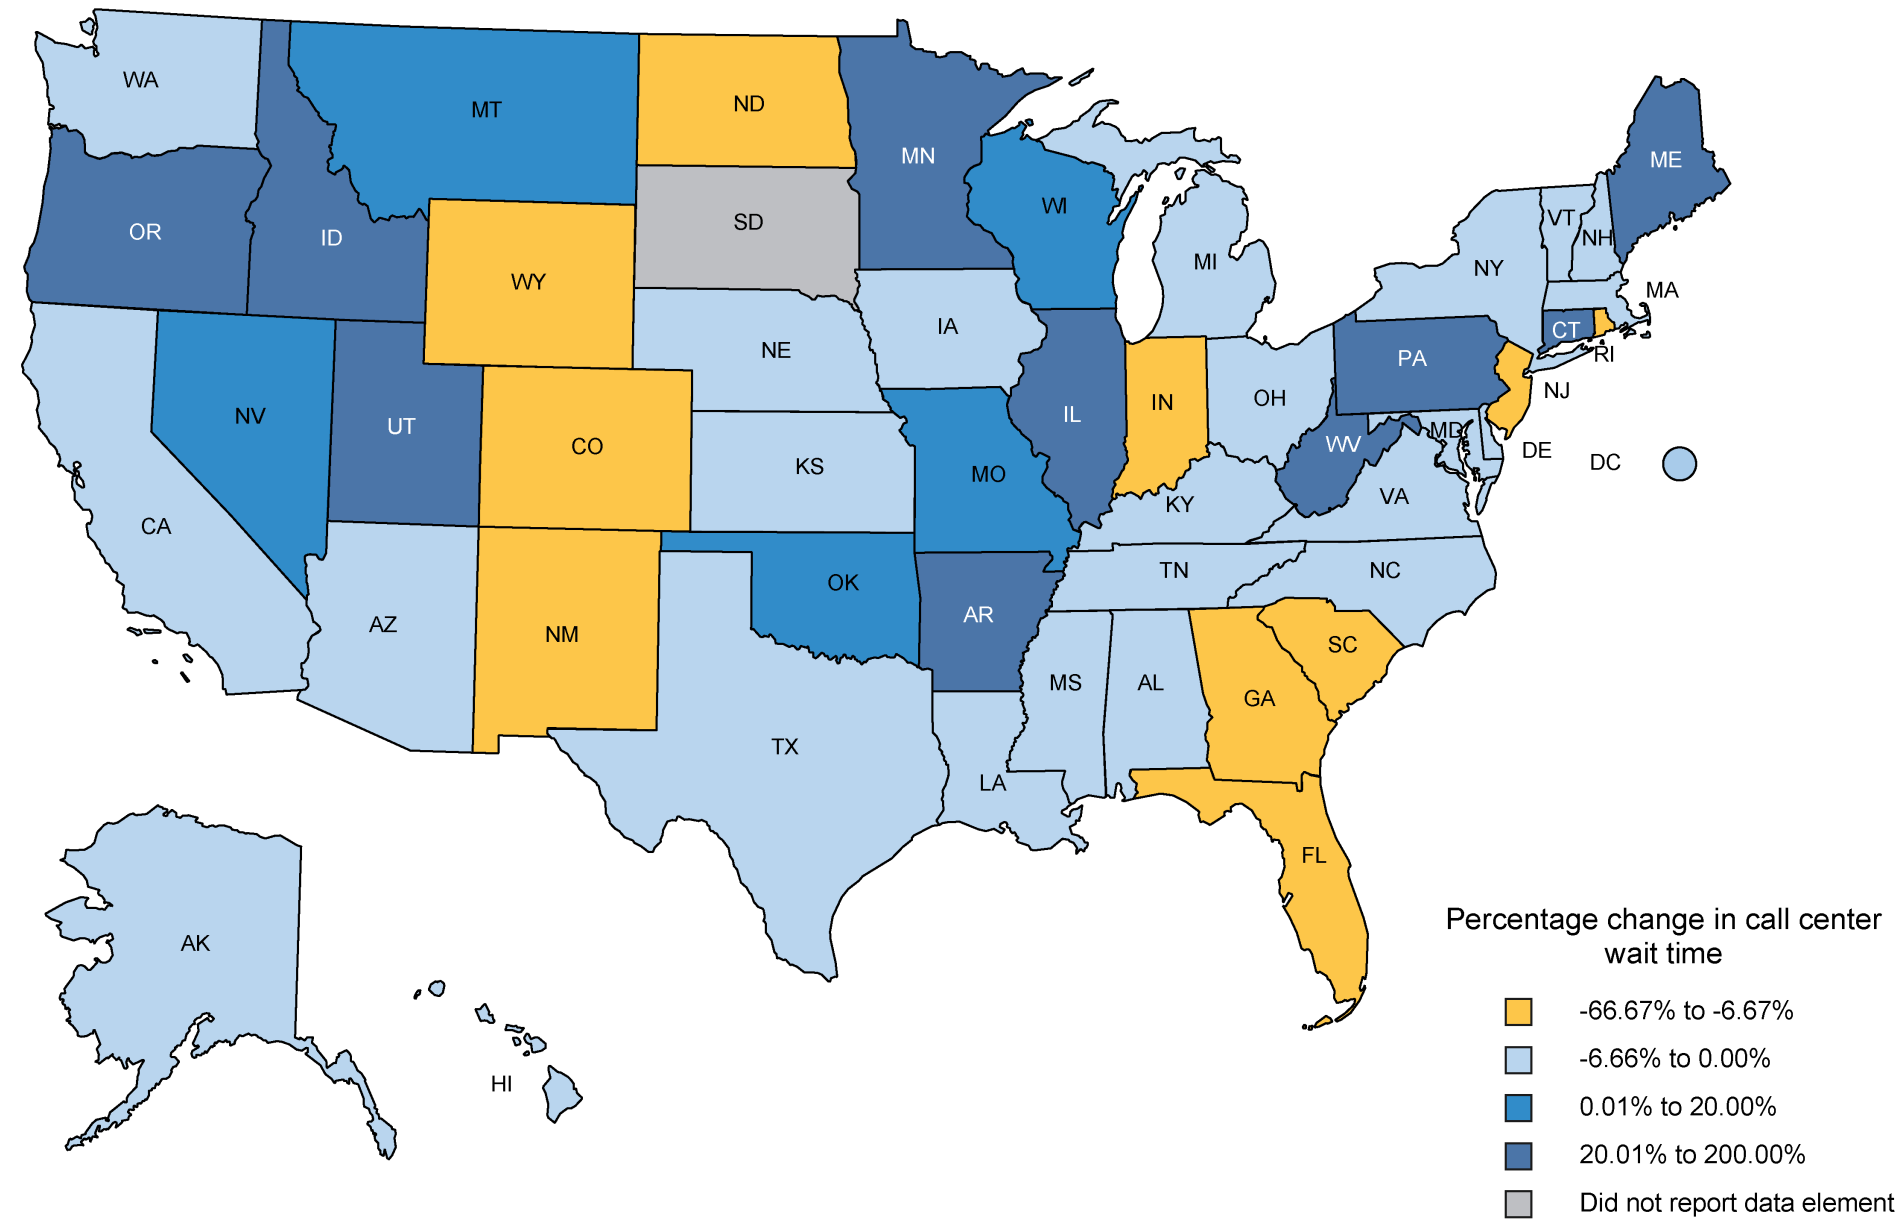 WA
MT
ND
MN
ME
OR
ID
SD
WI
VT
NH
WY
MI
NY
MA
IA
NE
CT
PA
RI
NJ
NV
UT
CO
IL
IN
OH
MD
WV
DE
DC
KS
MO
KY
VA
CA
OK
TN
NC
AZ
NM
AR
SC
MS
AL
GA
TX
LA
FL
AK
HI
Percentage change in call center
wait time
-66.67% to -6.67%
-6.66% to 0.00%
0.01% to 20.00%
20.01% to 200.00%
Did not report data element